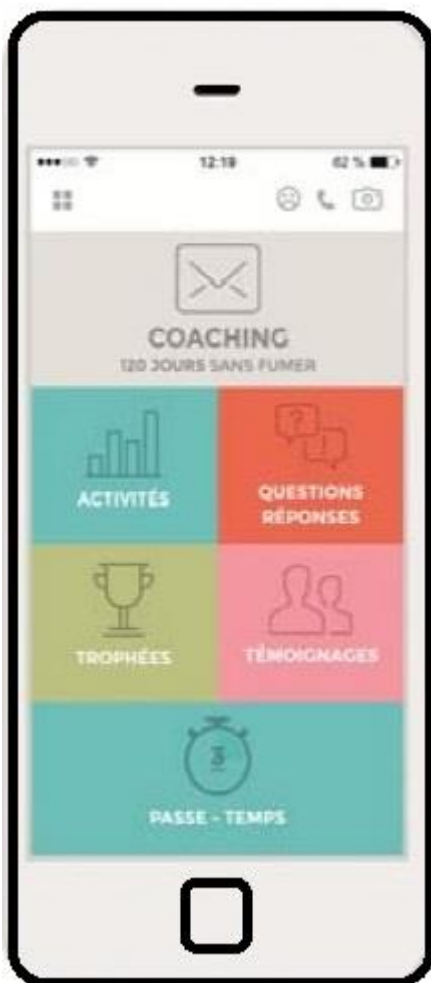 12:19
62 %
COACHING
120 JOURS SANS FUMER
ACTIVITÉS
QUESTIONS
RÉPONSES
?
!
TROPHÉES
TÉMOIGNAGES
3
PASSE - TEMPS